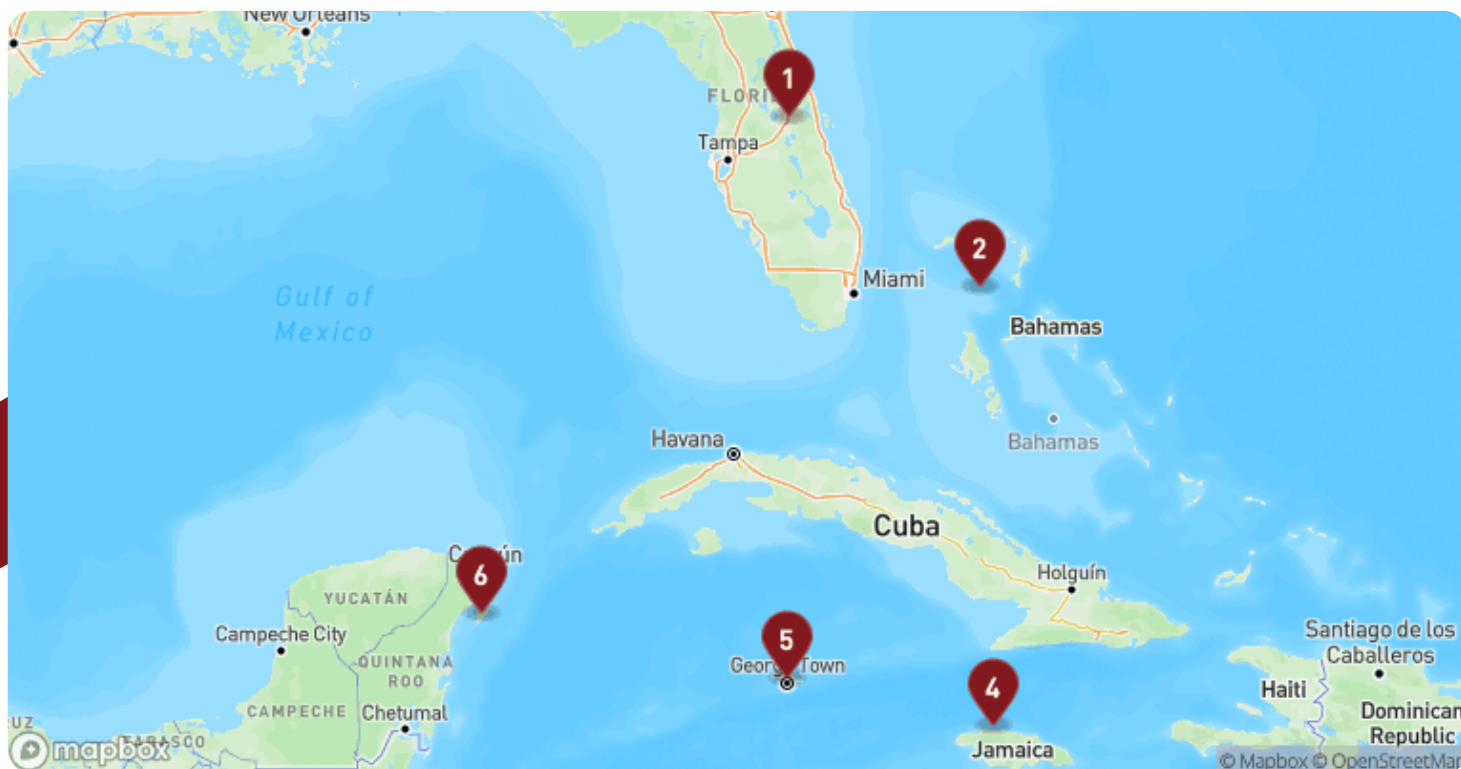 New Orleans
1
FLORI
Tampa
2
Miami
Gulf of
Mexico
Bahamas
Bahamas
Havana
Cuba
6
YUCATÁN
Holguín
Campeche City
5
Santiago de los
Caballeros
QUINTANA
ROO
4
Haiti
CAMPECHE
Chetumal
Dominican
Republic
Jamaica
mapbox
© Mapbox © OpenStreetMap